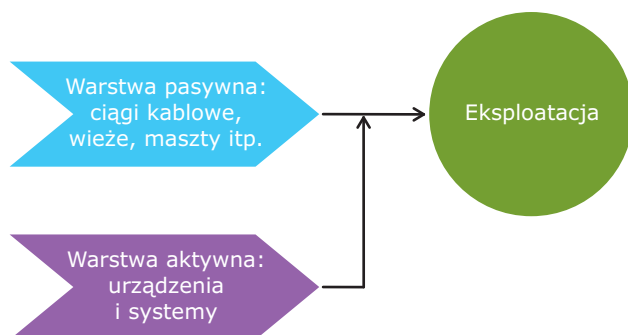 Warstwa pasywna:
ciągi kablowe,
wieże, maszty itp.
Eksploatacja
Warstwa aktywna:
urządzenia
i systemy